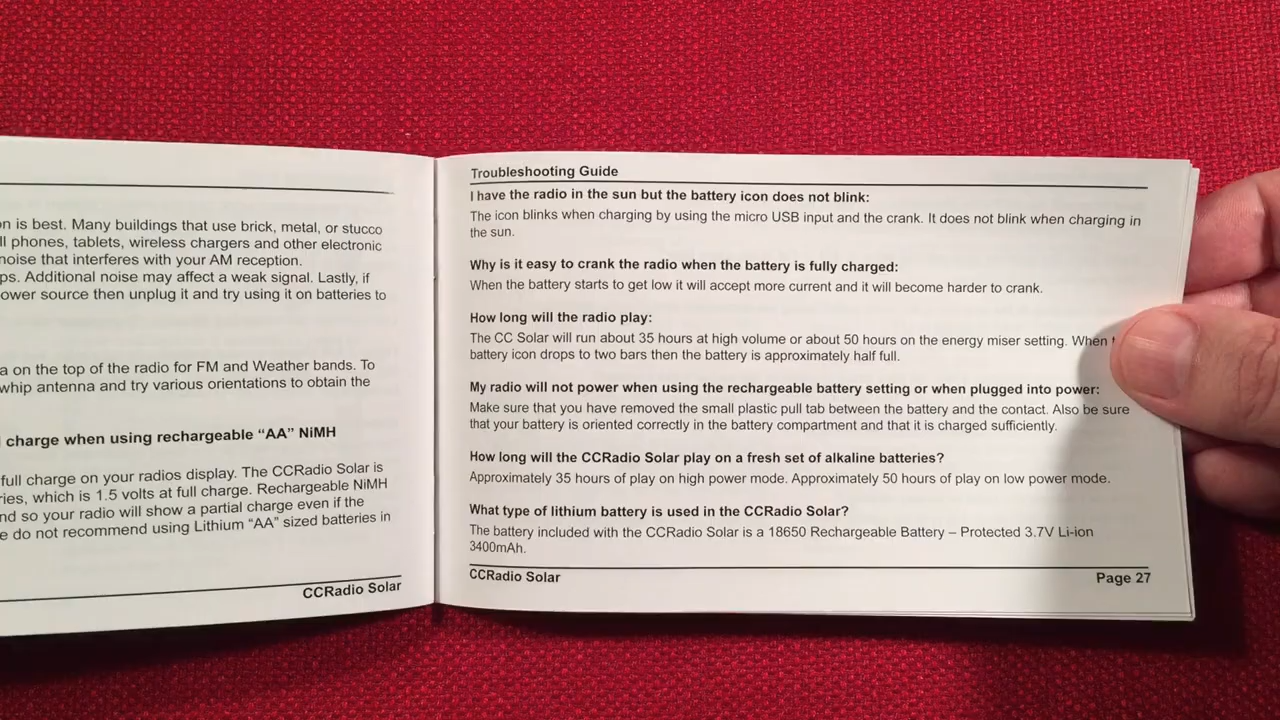 on is best. Many buildings that use brick, metal, or stucco
ll phones, tablets, wireless chargers and other electronic
noise that interferes with your AM reception.
ps. Additional noise may affect a weak signal. Lastly, if
ower source then unplug it and try using it on batteries to
a on the top of the radio for FM and Weather bands. To
whip antenna and try various orientations to obtain the
charge when using rechargeable “AA” NiMH
full charge on your radios display. The CCRadio Solar is
ries, which is 1.5 volts at full charge. Rechargeable NiMH
nd so your radio will show a partial charge even if the
e do not recommend using Lithium “AA” sized batteries in
CCRadio Solar
Troubleshooting Guide
I have the radio in the sun but the battery icon does not blink:
The icon blinks when charging by using the micro USB input and the crank. It does not blink when charging in
the sun.
Why is it easy to crank the radio when the battery is fully charged:
When the battery starts to get low it will accept more current and it will become harder to crank.
How long will the radio play:
The CC Solar will run about 35 hours at high volume or about 50 hours on the energy miser setting. When
battery icon drops to two bars then the battery is approximately half full.
My radio will not power when using the rechargeable battery setting or when plugged into power:
Make sure that you have removed the small plastic pull tab between the battery and the contact. Also be sure
that your battery is oriented correctly in the battery compartment and that it is charged sufficiently.
How long will the CCRadio Solar play on a fresh set of alkaline batteries?
Approximately 35 hours of play on high power mode. Approximately 50 hours of play on low power mode.
What type of lithium battery is used in the CCRadio Solar?
The battery included with the CCRadio Solar is a 18650 Rechargeable Battery – Protected 3.7V Li-ion
3400mAh.
CCRadio Solar
Page 27